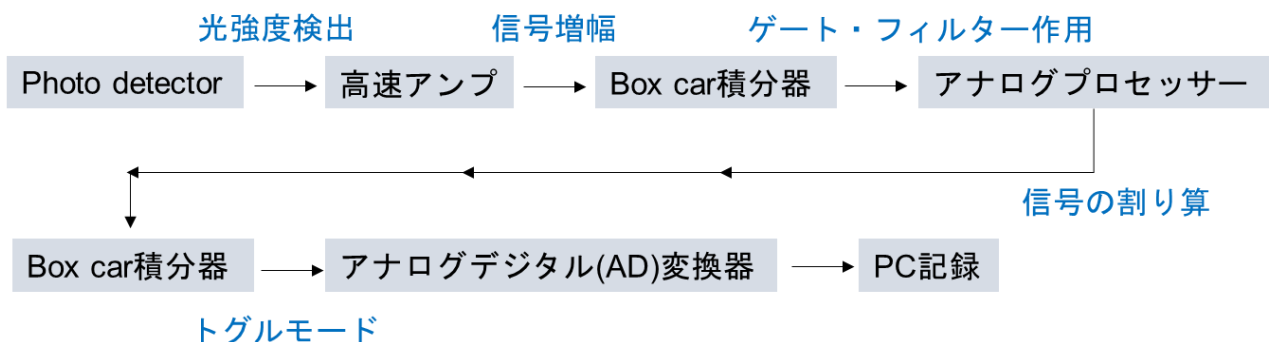 光強度検出 信号増幅 ゲート・フィルター作用
Photo detector 高速アンプ Box car積分器 アナログプロセッサー
信号の割り算
Box car積分器 アナログデジタル(AD)変換器 PC記録
トグルモード